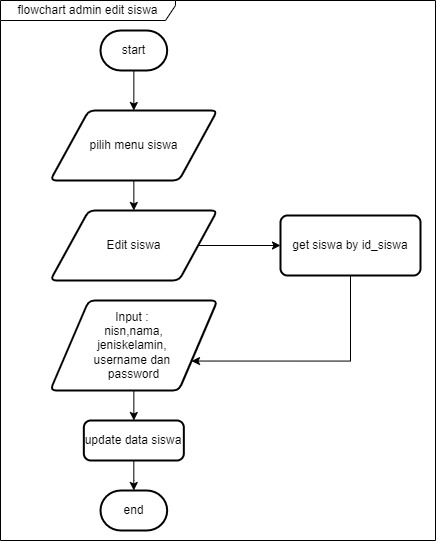 flowchart admin edit siswa
start
pilih menu siswa
Edit siswa
get siswa by id_siswa
Input :
nisn,nama,
jeniskelamin,
username dan
password
update data siswa
end